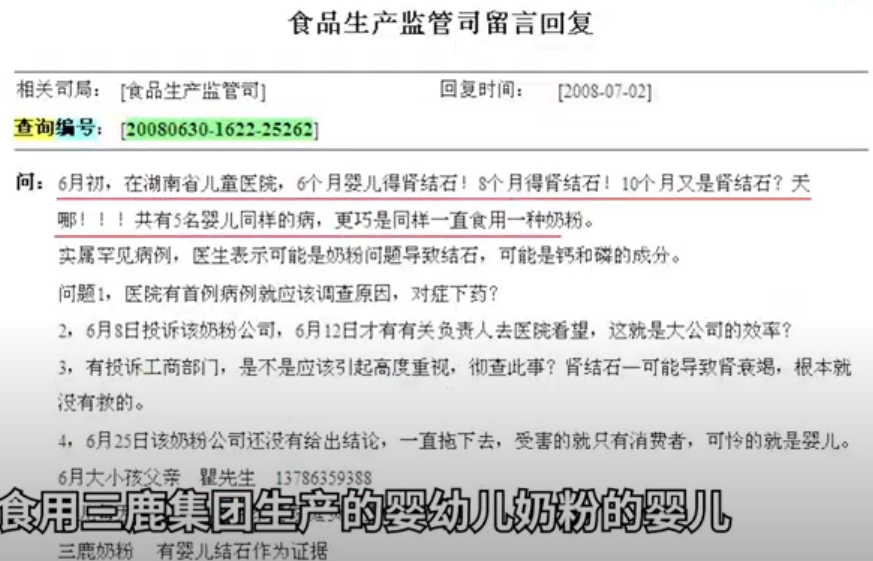 食品生产监管司留言回复
相关司局： [食品生产监管司] 回复时间： [2008-07-02]
查询编号： [20080630-1622-25262]
问： 6月初，在湖南省儿童医院，6个月婴儿得肾结石！8个月得肾结石！10个月又是肾结石？天
哪！！！共有5名婴儿同样的病，更巧是同样一直食用一种奶粉。
实属罕见病例，医生表示可能是奶粉问题导致结石，可能是钙和磷的成分。
问题1，医院有首例病例就应该调查原因，对症下药？
2，6月8日投诉该奶粉公司，6月12日才有有关负责人去医院看望，这就是大公司的效率？
3，有投诉工商部门，是不是应该引起高度重视，彻查此事？肾结石一可能导致肾衰竭，根本就
没有救的。
4，6月25日该奶粉公司还没有给出结论，一直拖下去，受害的就只有消费者，可怜的就是婴儿。
6月大小孩父亲 瞿先生 13786359388
食用三鹿集团生产的婴幼儿奶粉的婴儿
三鹿奶粉 有婴儿结石作为证据